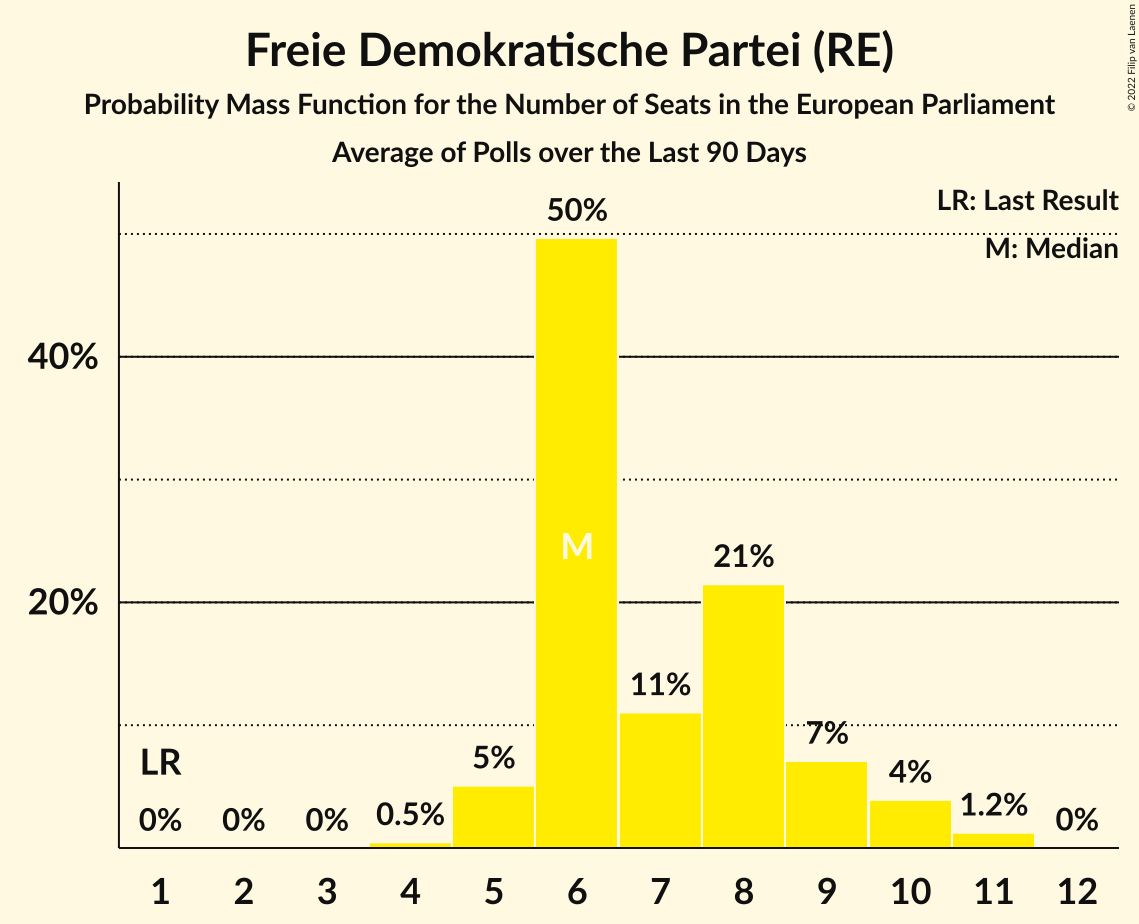 Freie Demokratische Partei (RE)
Probability Mass Function for the Number of Seats in the European Parliament
Average of Polls over the Last 90 Days
© 2022 Filip van Laenen
LR: Last Result
M: Median
50%
40%
M
21%
20%
11%
7%
LR
5%
4%
0% 0% 0% 0.5% 1.2% 0%
1 2 3 4 5 6 7 8 9 10 11 12